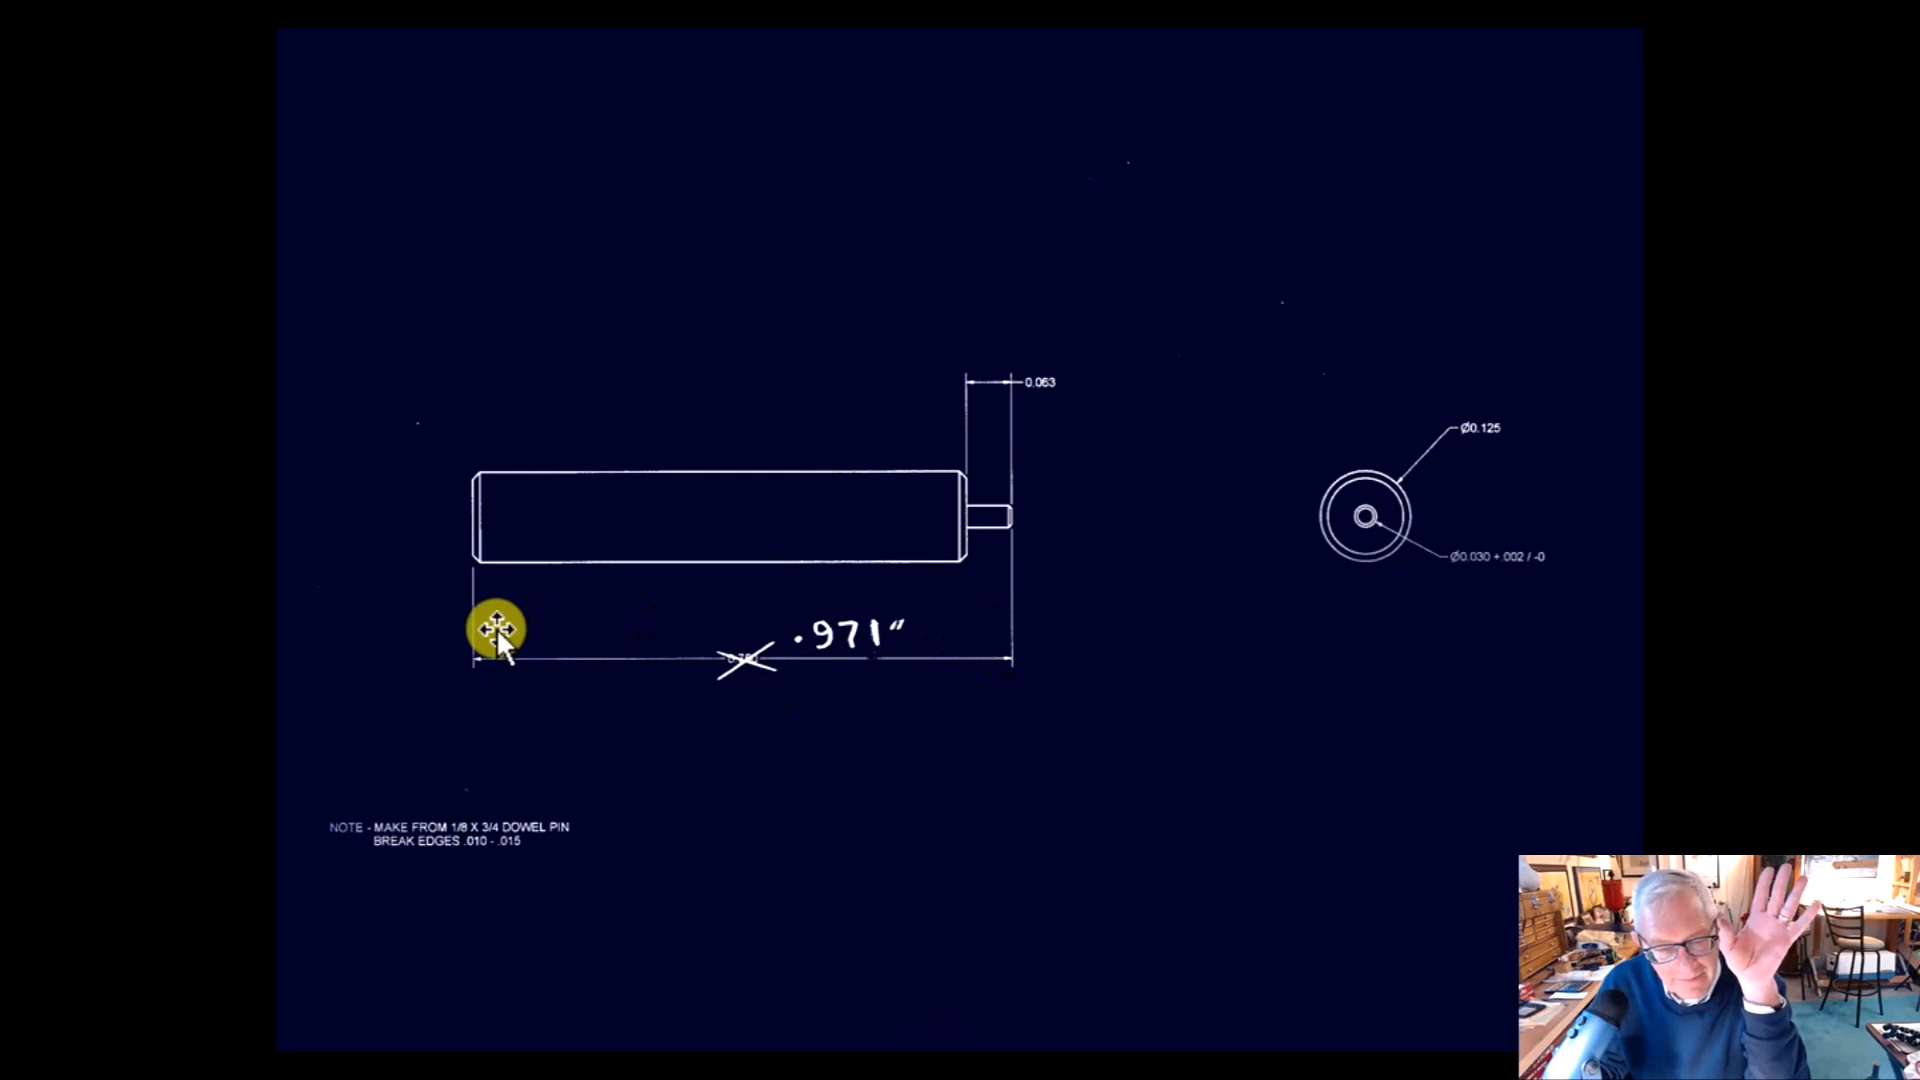 0.063
Ø0.125
Ø0.030 +.002 / -0
.971"
NOTE - MAKE FROM 1/8 X 3/4 DOWEL PIN
BREAK EDGES .010 - .015